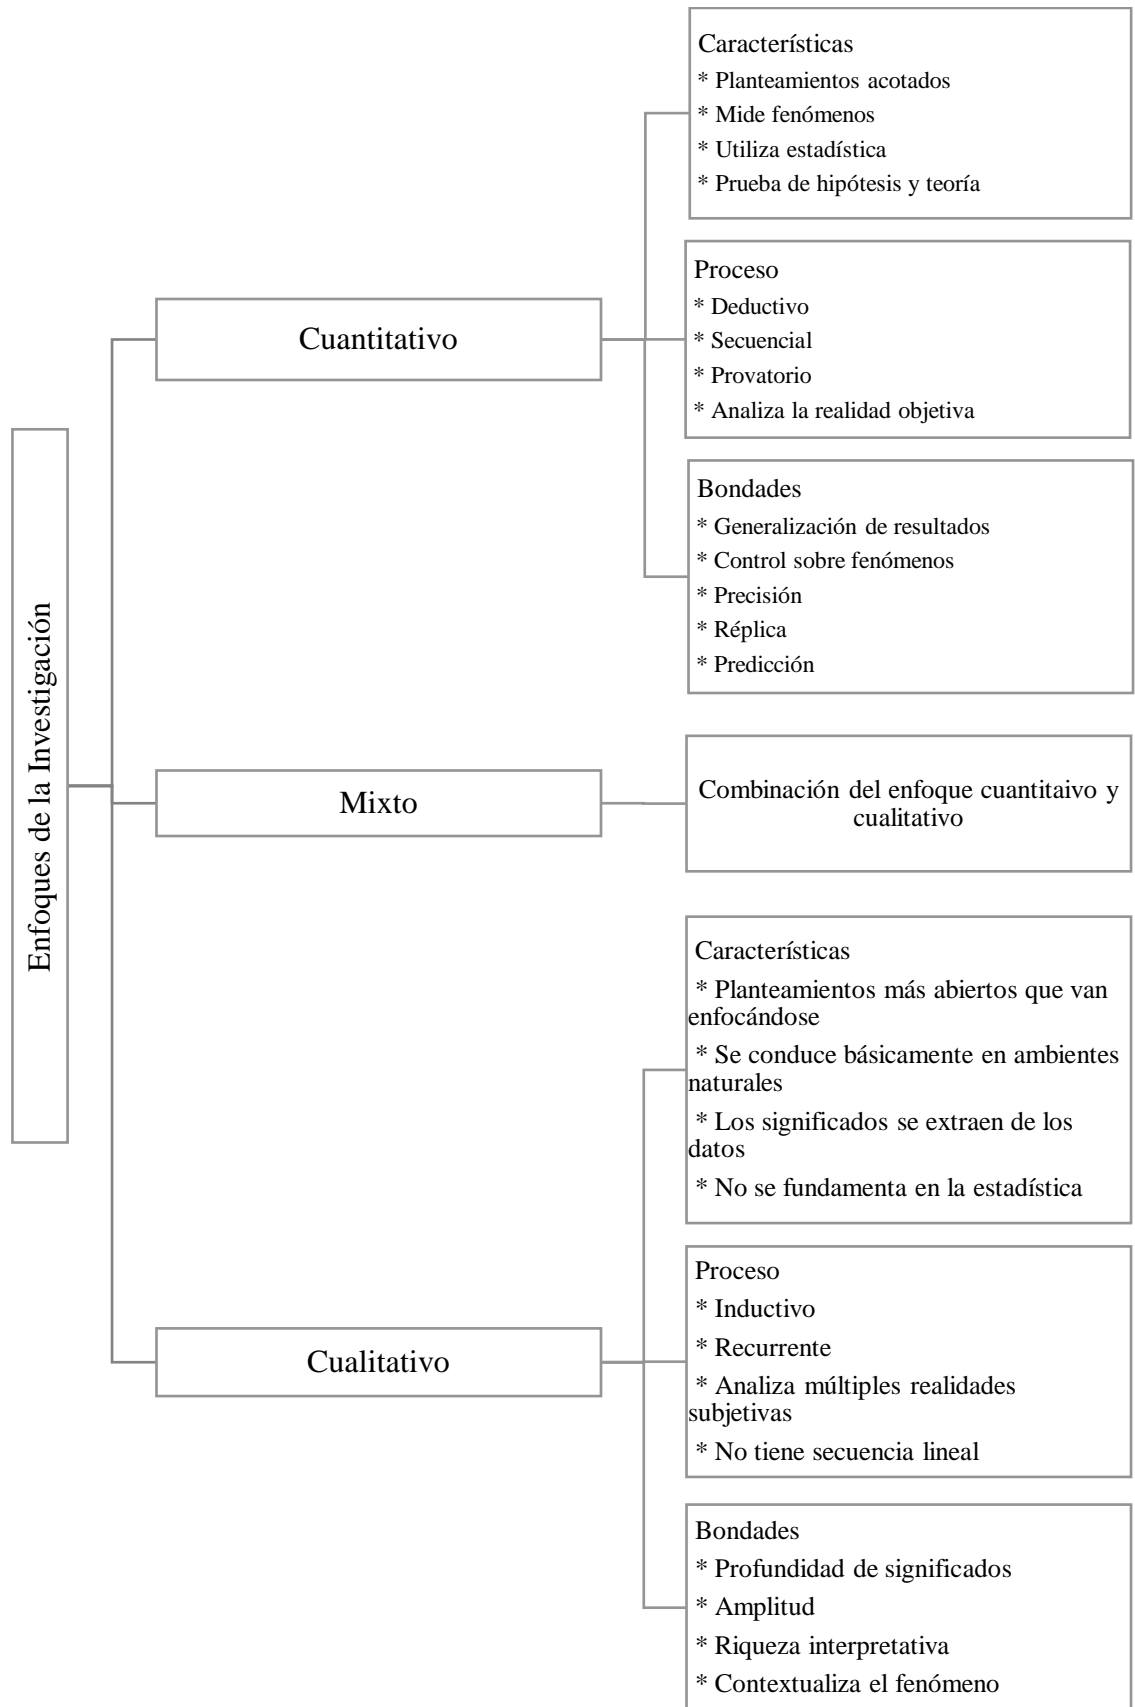 Enfoques de la Investigación
Cuantitativo
Características
* Planteamientos acotados
* Mide fenómenos
* Utiliza estadística
* Prueba de hipótesis y teoría
Proceso
* Deductivo
* Secuencial
* Provatorio
* Analiza la realidad objetiva
Bondades
* Generalización de resultados
* Control sobre fenómenos
* Precisión
* Réplica
* Predicción
Mixto
Combinación del enfoque cuantitaivo y
cualitativo
Cualitativo
Características
* Planteamientos más abiertos que van
enfocándose
* Se conduce básicamente en ambientes
naturales
* Los significados se extraen de los
datos
* No se fundamenta en la estadística
Proceso
* Inductivo
* Recurrente
* Analiza múltiples realidades
subjetivas
* No tiene secuencia lineal
Bondades
* Profundidad de significados
* Amplitud
* Riqueza interpretativa
* Contextualiza el fenómeno